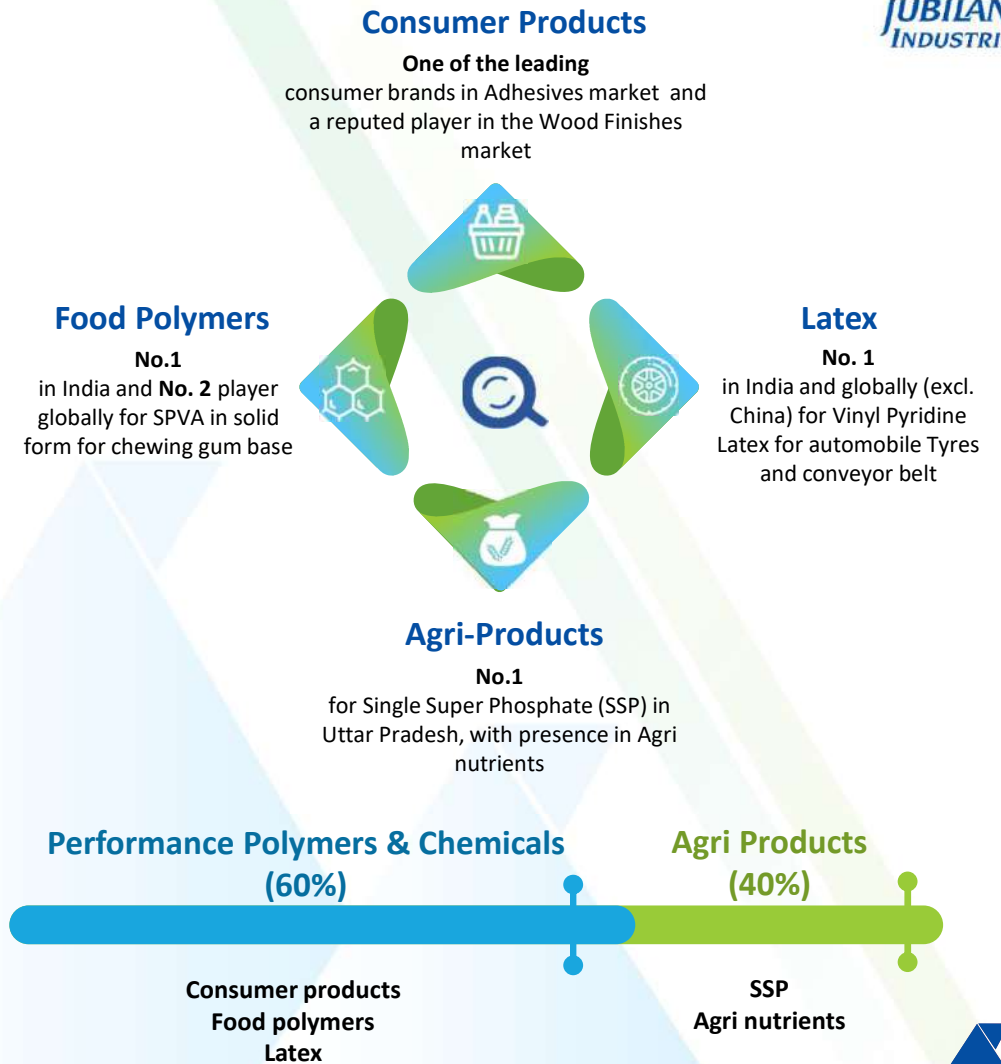 JUBILAN
INDUSTRI
Consumer Products
One of the leading
consumer brands in Adhesives market and
a reputed player in the Wood Finishes
market
Food Polymers
No.1
in India and No. 2 player
globally for SPVA in solid
form for chewing gum base
Latex
No. 1
in India and globally (excl.
China) for Vinyl Pyridine
Latex for automobile Tyres
and conveyor belt
Agri-Products
No.1
for Single Super Phosphate (SSP) in
Uttar Pradesh, with presence in Agri
nutrients
Performance Polymers & Chemicals
(60%)
Agri Products
(40%)
Consumer products
Food polymers
Latex
SSP
Agri nutrients